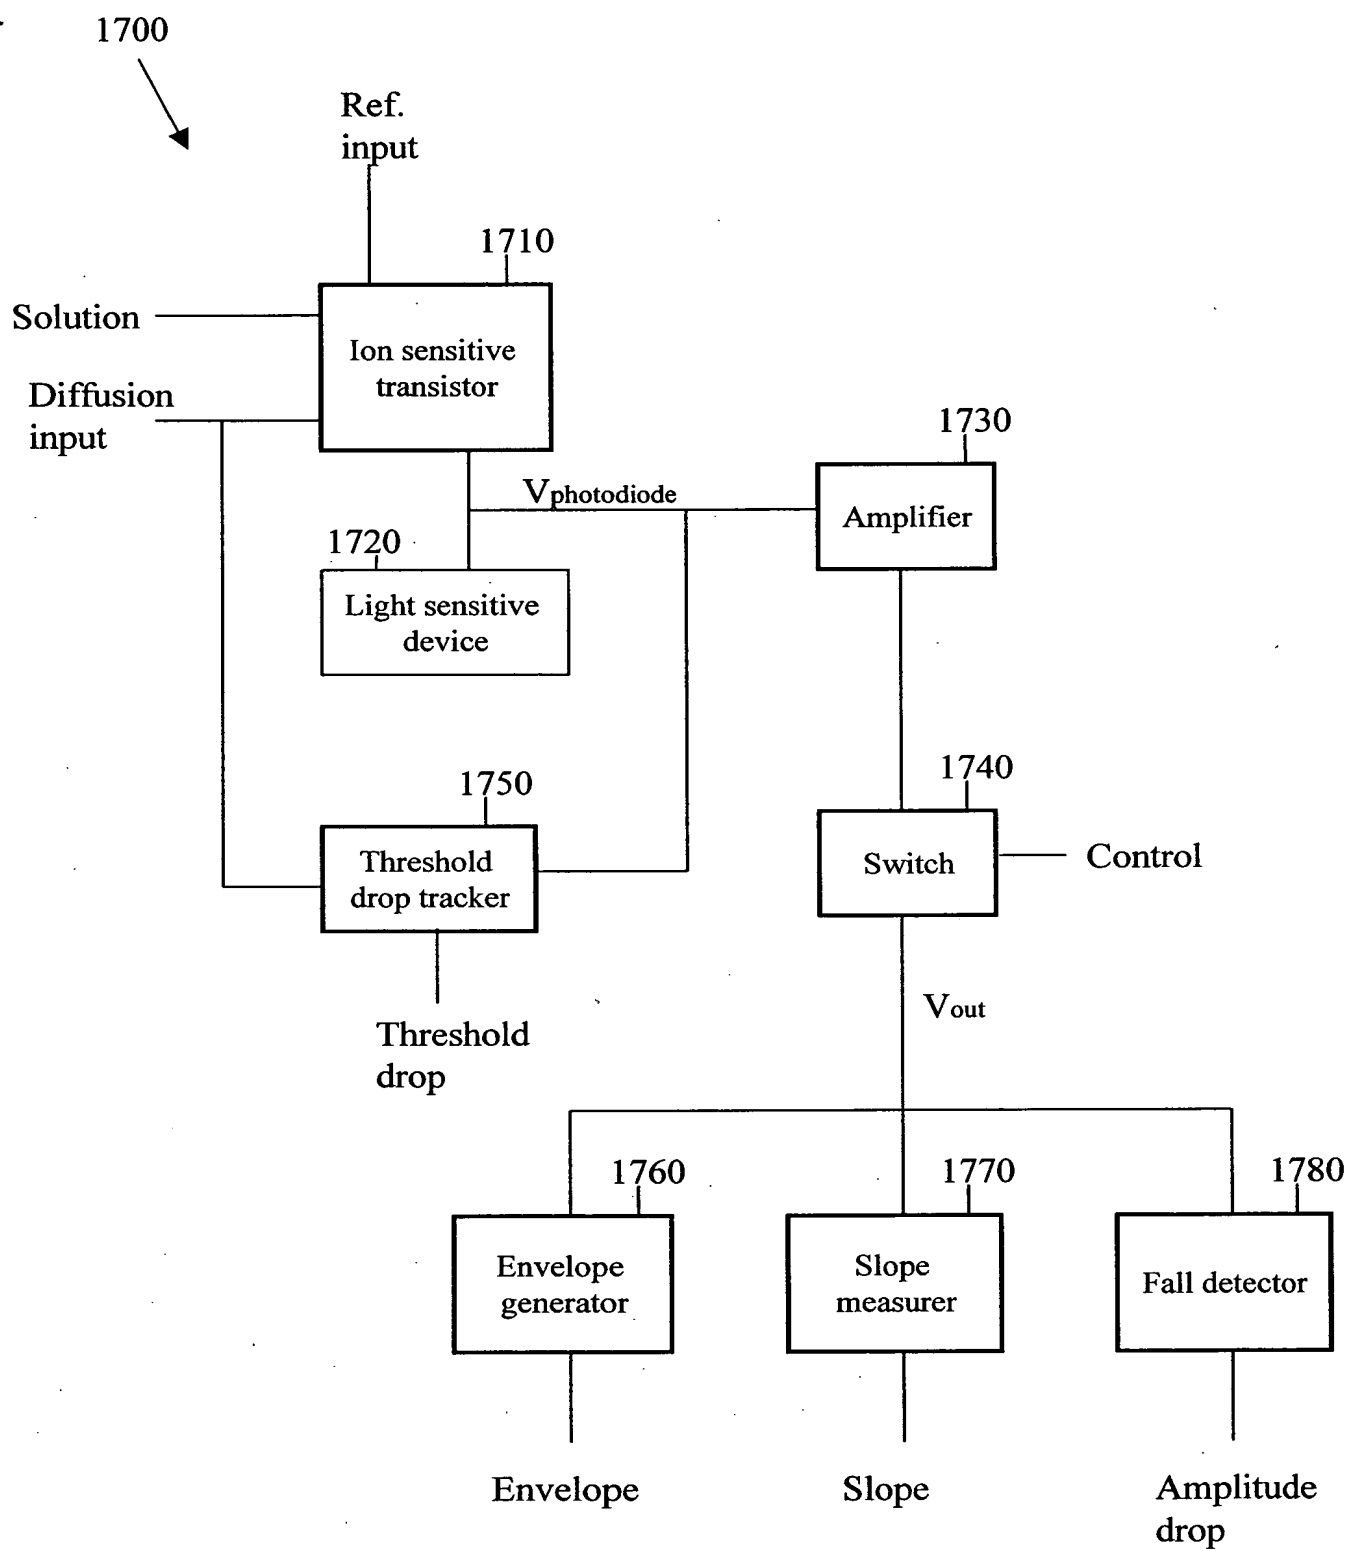 1700
Ref.
input
1710
Solution
Ion sensitive
transistor
Diffusion
input
1730
Vphotodiode
Amplifier
1720
Light sensitive
device
1750
1740
Threshold
drop tracker
Switch
Control
Vout
Threshold
drop
1760
1770
1780
Envelope
generator
Slope
measurer
Fall detector
Envelope
Slope
Amplitude
drop